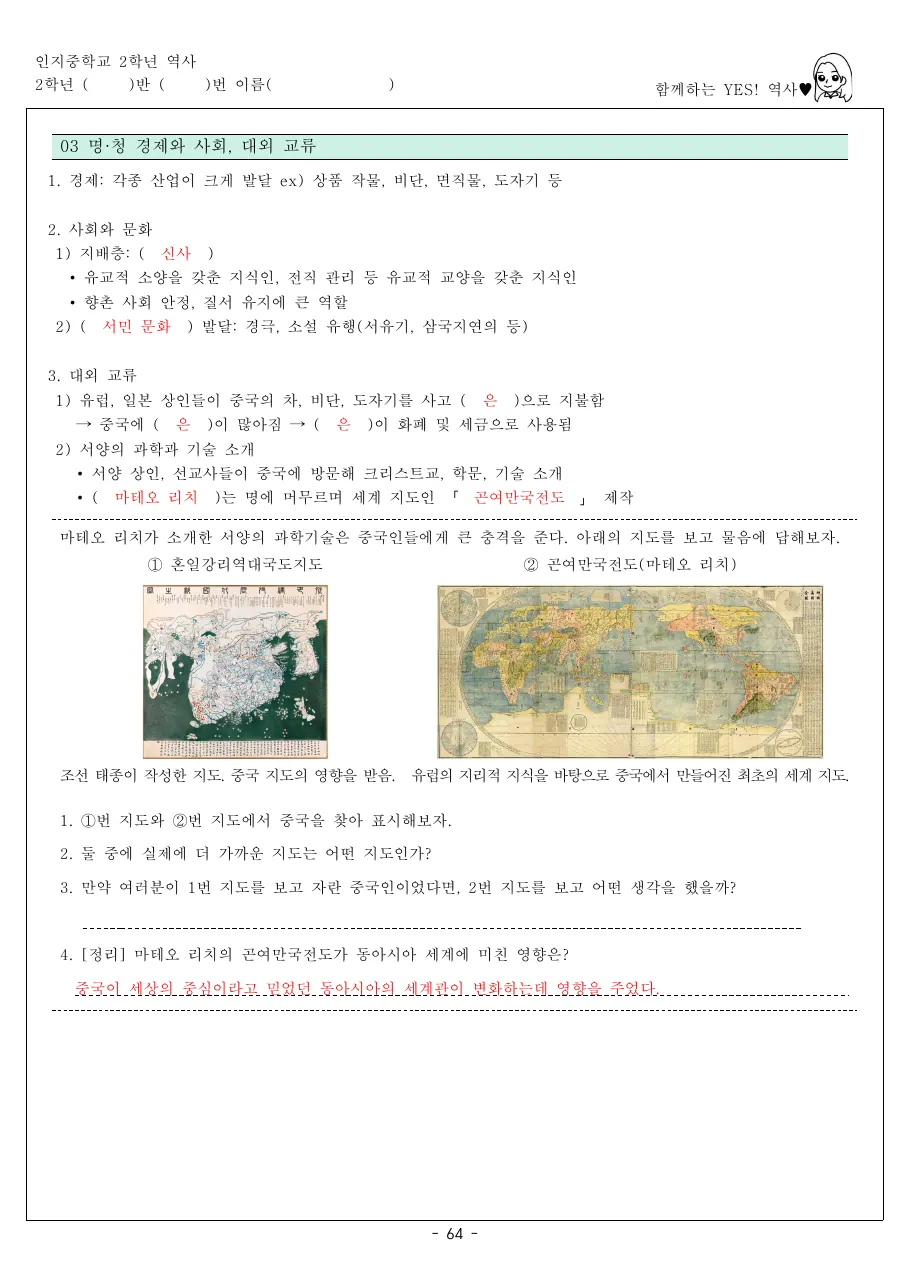 인지중학교 2학년 역사
2학년 (     )반 (     )번 이름(               )
함께하는 YES! 역사♥
03 명·청 경제와 사회, 대외 교류
1. 경제: 각종 산업이 크게 발달 ex) 상품 작물, 비단, 면직물, 도자기 등
2. 사회와 문화
1) 지배층: (  신사  )
• 유교적 소양을 갖춘 지식인, 전직 관리 등 유교적 교양을 갖춘 지식인
• 향촌 사회 안정, 질서 유지에 큰 역할
2) (  서민 문화  ) 발달: 경극, 소설 유행(서유기, 삼국지연의 등)
3. 대외 교류
1) 유럽, 일본 상인들이 중국의 차, 비단, 도자기를 사고 (  은  )으로 지불함
→ 중국에 (  은  )이 많아짐 → (  은  )이 화폐 및 세금으로 사용됨
2) 서양의 과학과 기술 소개
• 서양 상인, 선교사들이 중국에 방문해 크리스트교, 학문, 기술 소개
• (  마테오 리치  )는 명에 머무르며 세계 지도인 「  곤여만국전도  」 제작
마테오 리치가 소개한 서양의 과학기술은 중국인들에게 큰 충격을 준다. 아래의 지도를 보고 물음에 답해보자.
① 혼일강리역대국도지도
② 곤여만국전도(마테오 리치)
조선 태종이 작성한 지도. 중국 지도의 영향을 받음.
유럽의 지리적 지식을 바탕으로 중국에서 만들어진 최초의 세계 지도.
1. ①번 지도와 ②번 지도에서 중국을 찾아 표시해보자.
2. 둘 중에 실제에 더 가까운 지도는 어떤 지도인가?
3. 만약 여러분이 1번 지도를 보고 자란 중국인이었다면, 2번 지도를 보고 어떤 생각을 했을까?
4. [정리] 마테오 리치의 곤여만국전도가 동아시아 세계에 미친 영향은?
중국이 세상의 중심이라고 믿었던 동아시아의 세계관이 변화하는데 영향을 주었다.
- 64 -